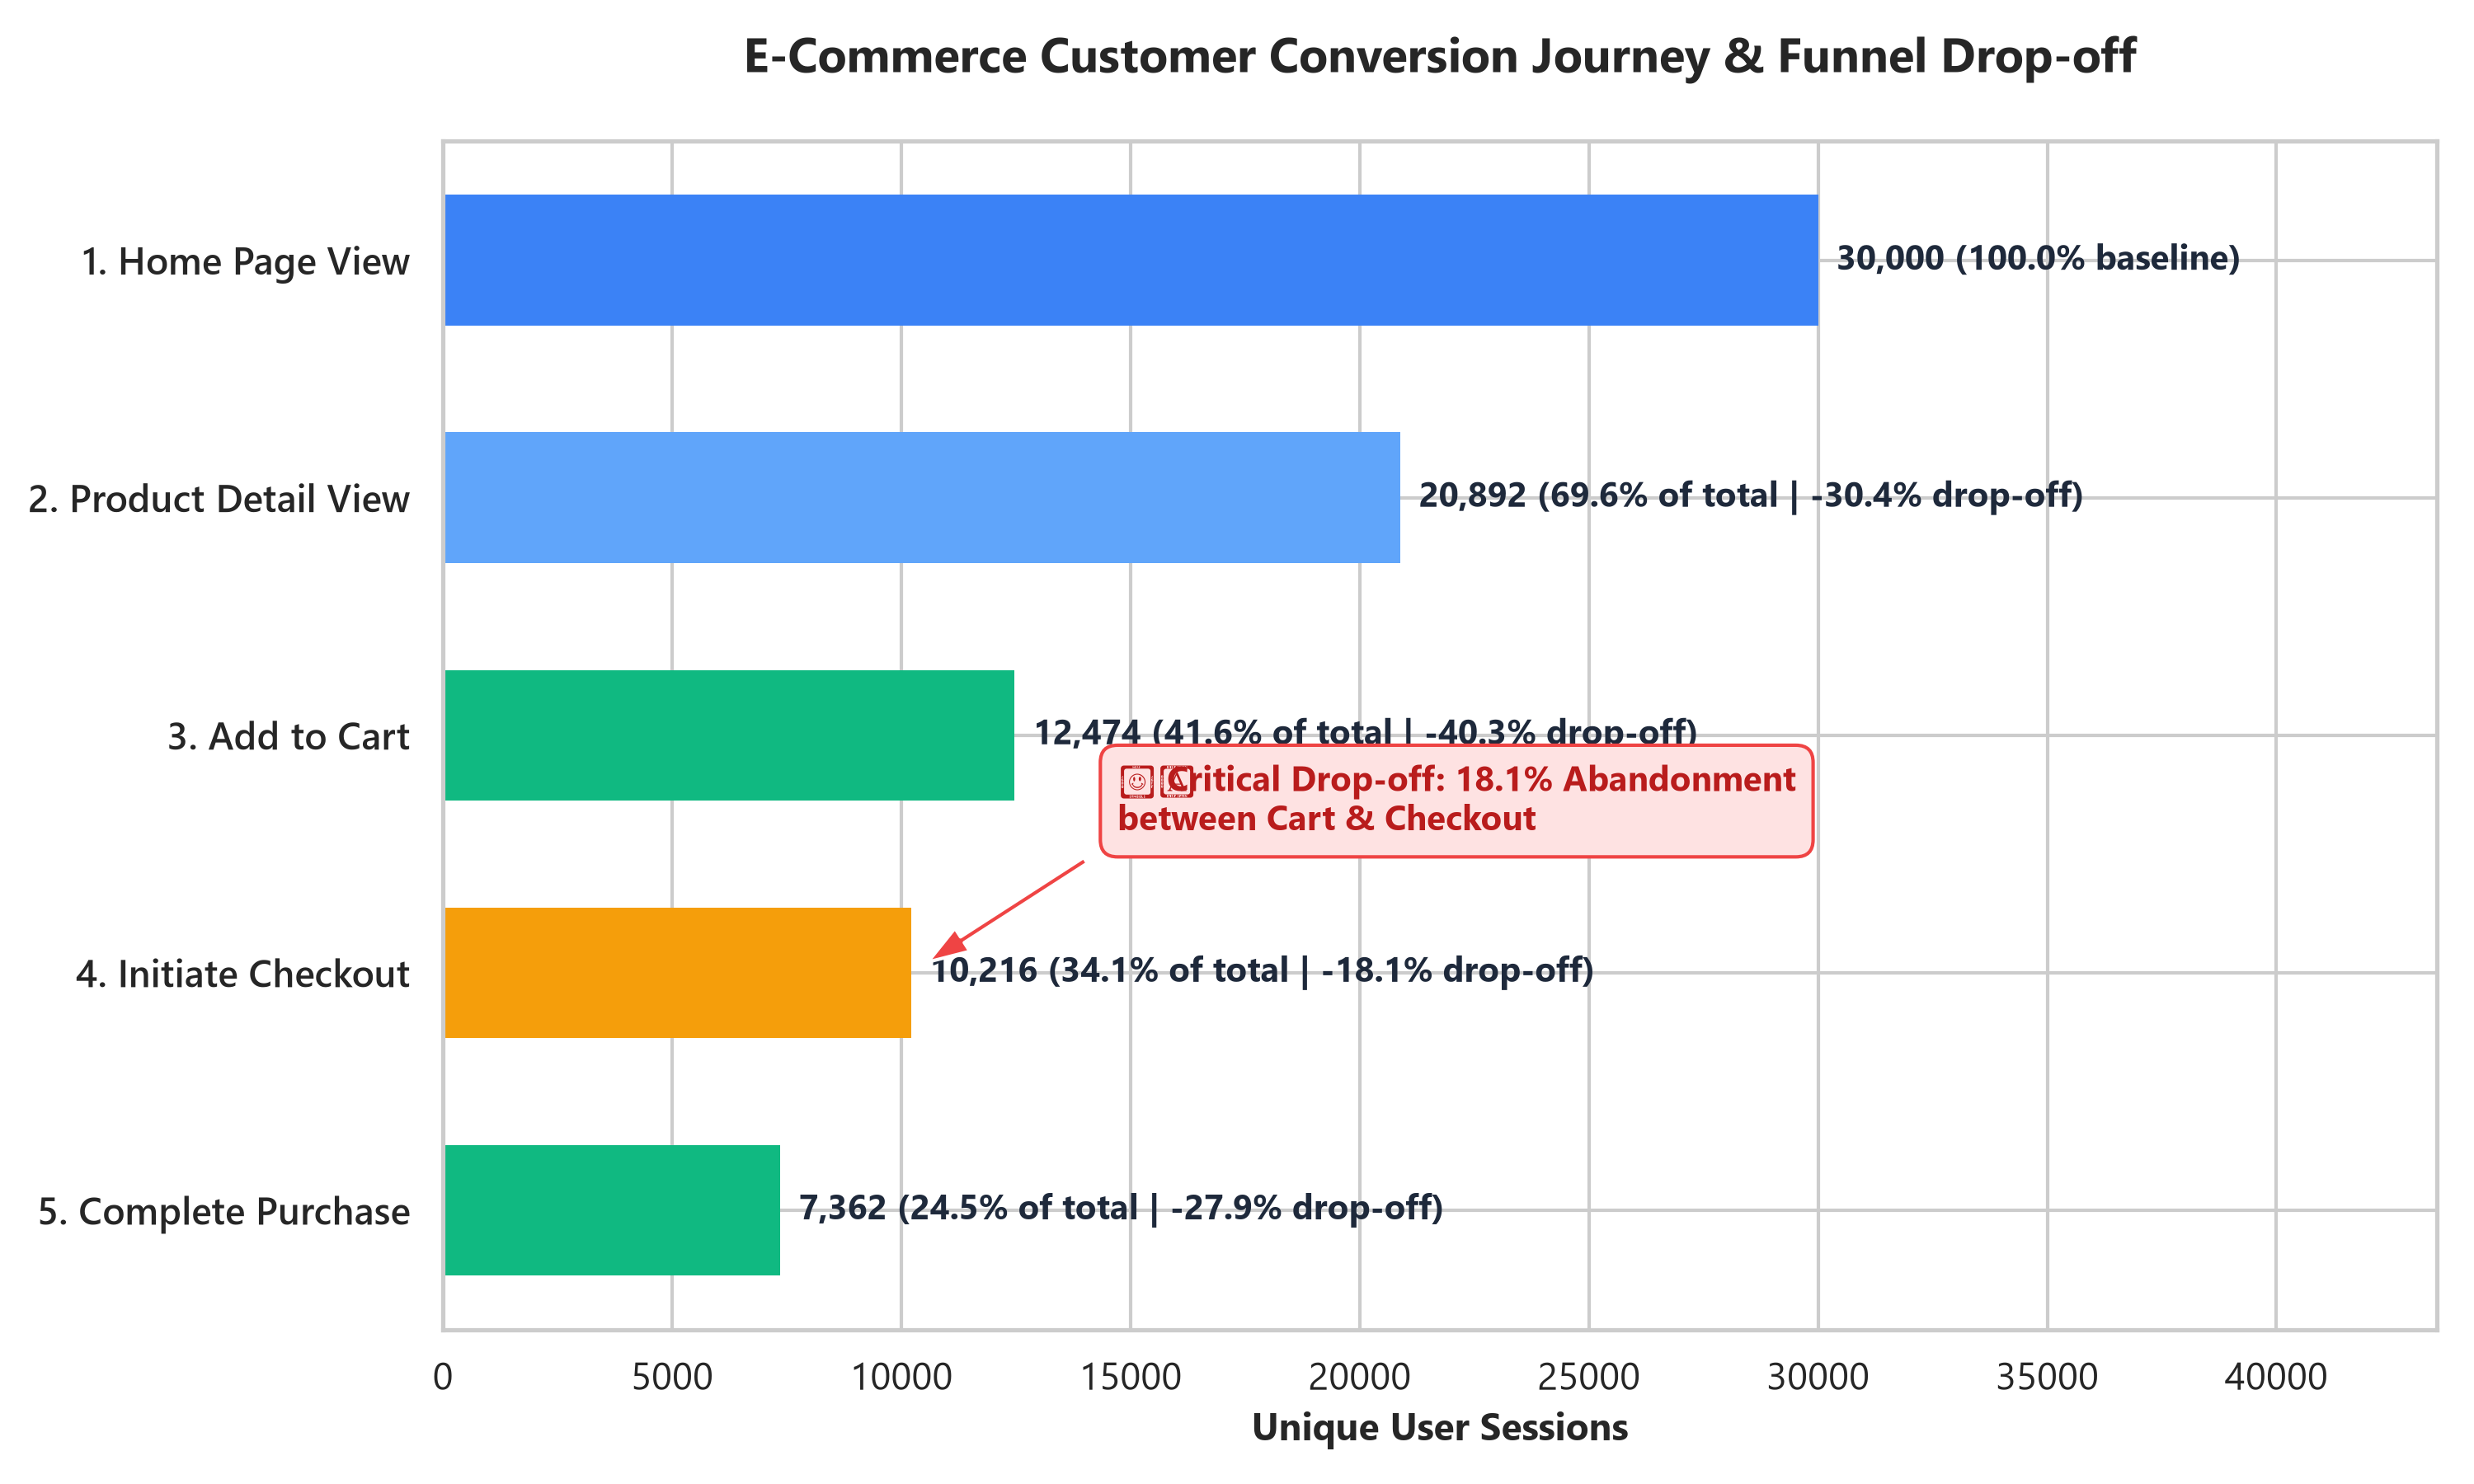 E-Commerce Customer Conversion Journey & Funnel Drop-off
1. Home Page View
30,000 (100.0% baseline)
2. Product Detail View
20,892 (69.6% of total | -30.4% drop-off)
3. Add to Cart
12,474 (41.6% of total | -40.3% drop-off)
Critical Drop-off: 18.1% Abandonment
between Cart & Checkout
4. Initiate Checkout
10,216 (34.1% of total | -18.1% drop-off)
5. Complete Purchase
7,362 (24.5% of total | -27.9% drop-off)
0 5000 10000 15000 20000 25000 30000 35000 40000
Unique User Sessions